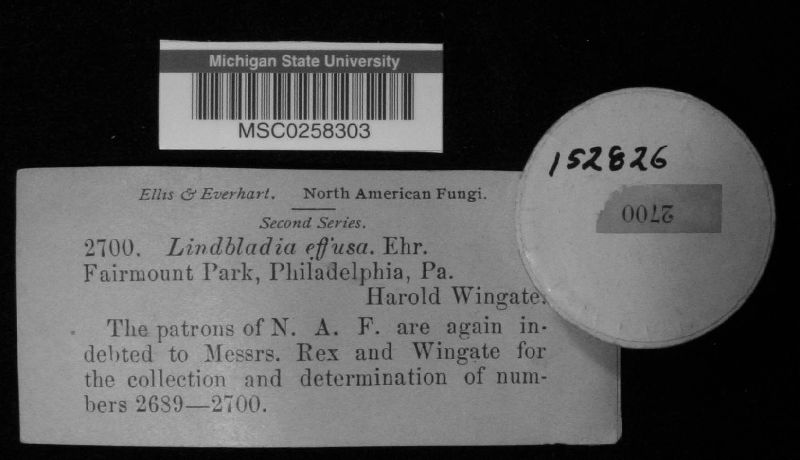 Michigan State University
MSC0258303
152826
2700
Ellis & Everhart. North American Fungi.
Second Series.
2700. Lindbladia effusa. Ehr.
Fairmount Park, Philadelphia, Pa.
Harold Wingate.
The patrons of N. A. F. are again in-
debted to Messrs. Rex and Wingate for
the collection and determination of num-
bers 2689—2700.